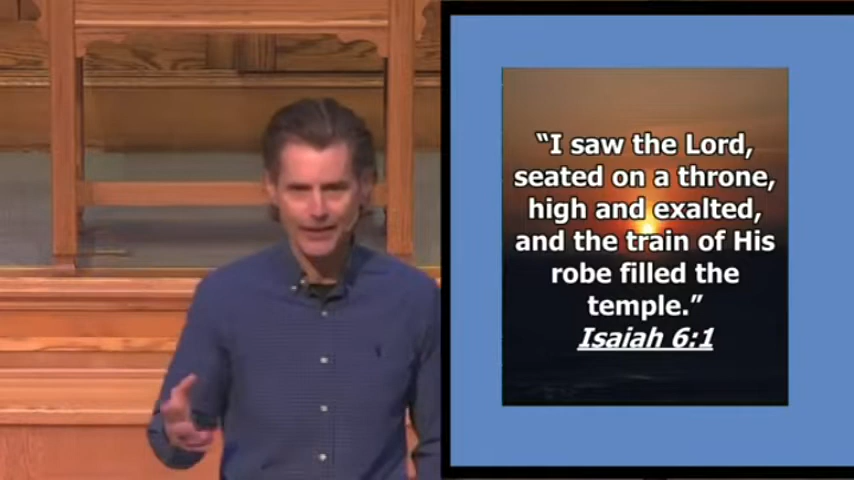 “I saw the Lord,
seated on a throne,
high and exalted,
and the train of His
robe filled the
temple.”
Isaiah 6:1